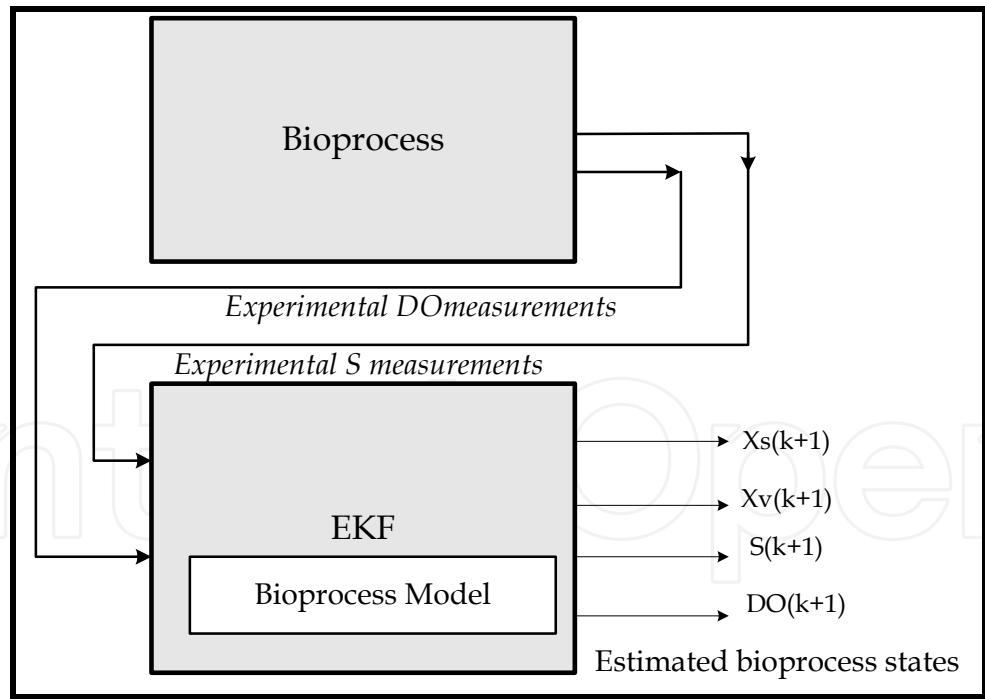 Bioprocess
Experimental DOmeasurements
Experimental S measurements
Xs(k+1)
Xv(k+1)
EKF
S(k+1)
Bioprocess Model
DO(k+1)
Estimated bioprocess states